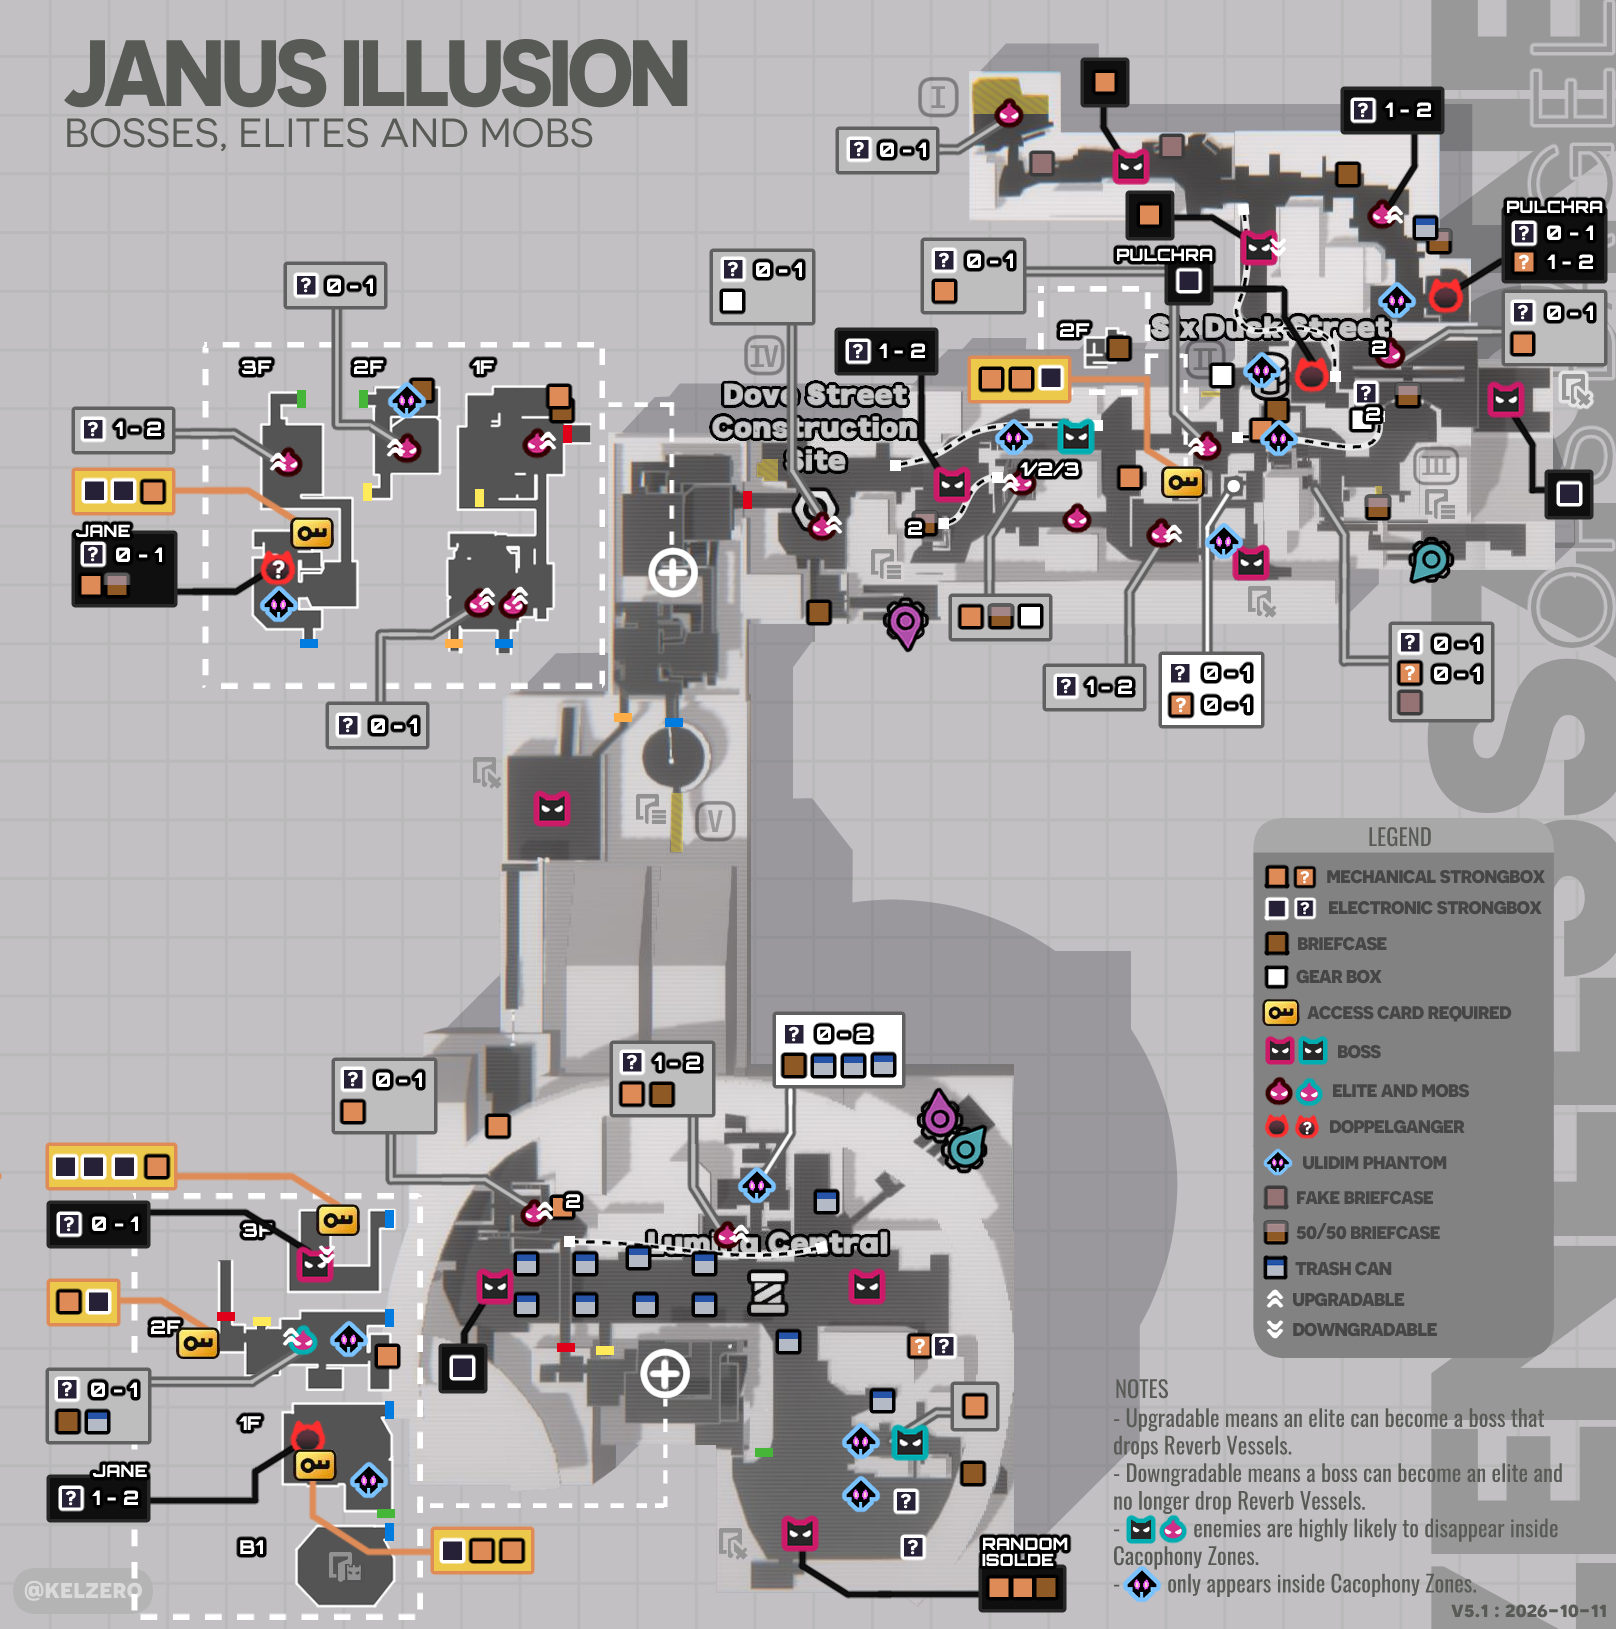 JANUS ILLUSION
BOSSES, ELITES AND MOBS
I
? 0-1
? 1-2
PULCHRA
? 0-1
? 1-2
PULCHRA
? 0-1
? 0-1
? 0-1
? 0-1
? 1-2
2F
Six Duck Street
2
II
IV
Dove Street
Construction
Site
3F
2F
1F
? 1-2
JANE
? 0-1
?
? 0-1
1/2/3
2
?
2
III
? 1-2
? 0-1
? 0-1
? 0-1
? 0-1
V
LEGEND
? MECHANICAL STRONGBOX
? ELECTRONIC STRONGBOX
BRIEFCASE
GEAR BOX
ACCESS CARD REQUIRED
BOSS
ELITE AND MOBS
? DOPPELGANGER
ULIDIM PHANTOM
FAKE BRIEFCASE
50/50 BRIEFCASE
TRASH CAN
UPGRADABLE
DOWNGRADABLE
? 0-1
? 1-2
? 0-2
2
Lumina Central
? 0-1
3F
2F
? 0-1
1F
JANE
? 1-2
B1
? ?
?
?
RANDOM
ISOLDE
NOTES
- Upgradable means an elite can become a boss that
drops Reverb Vessels.
- Downgradable means a boss can become an elite and
no longer drop Reverb Vessels.
- enemies are highly likely to disappear inside
Cacophony Zones.
- only appears inside Cacophony Zones.
@KELZERO
V5.1 : 2026-10-11